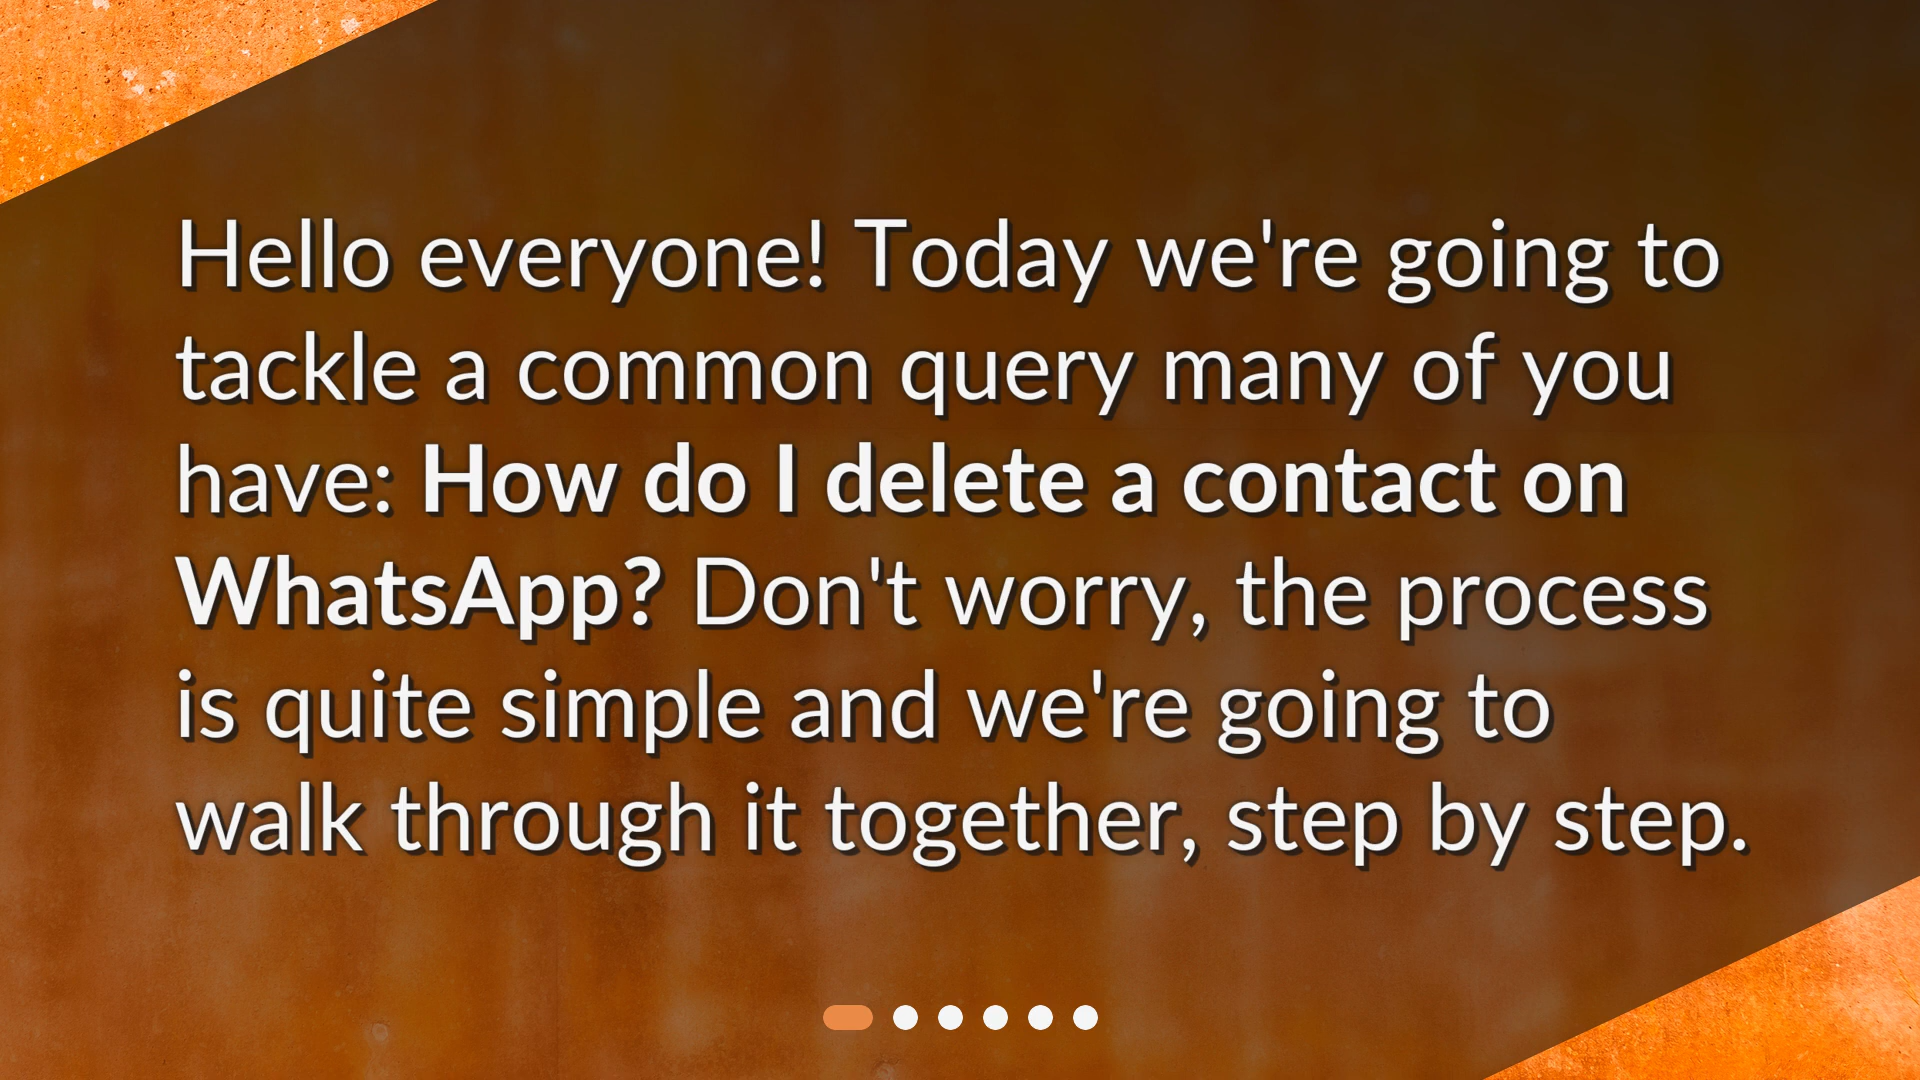 Hello everyone! Today we're going to
tackle a common query many of you
have: How do I delete a contact on
WhatsApp? Don't worry, the process
is quite simple and we're going to
walk through it together, step by step.